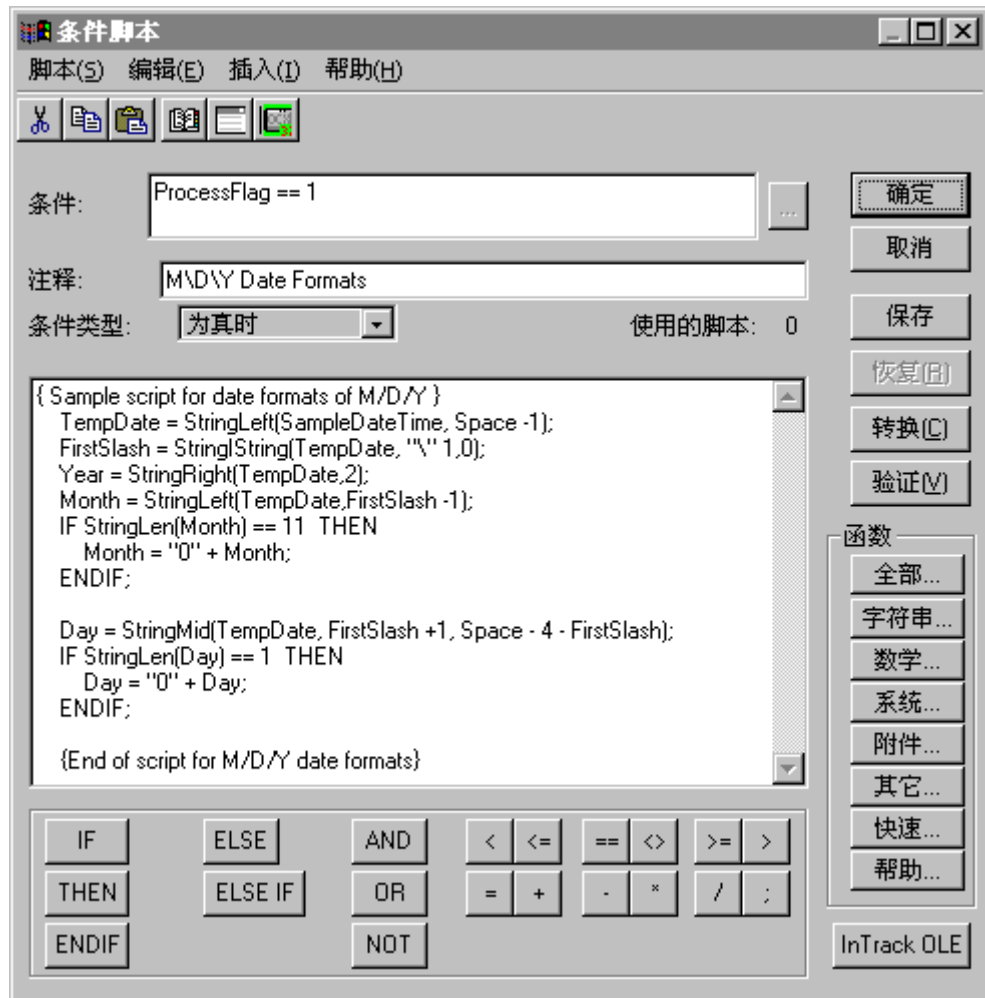 条件脚本
脚本(S) 编辑(E) 插入(I) 帮助(H)
条件: ProcessFlag == 1 ...
确定
取消
注释: M\D\Y Date Formats
条件类型: 为真时 使用的脚本: 0
保存
恢复(R)
转换(C)
验证(V)
{ Sample script for date formats of M/D/Y }
TempDate = StringLeft(SampleDateTime, Space -1);
FirstSlash = StringIString(TempDate, "\" 1,0);
Year = StringRight(TempDate,2);
Month = StringLeft(TempDate,FirstSlash -1);
IF StringLen(Month) == 11 THEN
Month = "0" + Month;
ENDIF;
Day = StringMid(TempDate, FirstSlash +1, Space - 4 - FirstSlash);
IF StringLen(Day) == 1 THEN
Day = "0" + Day;
ENDIF;
{End of script for M/D/Y date formats}
函数
全部...
字符串...
数学...
系统...
附件...
其它...
快速...
帮助...
IF ELSE AND < <= == <> >= >
THEN ELSE IF OR = + - * / ;
ENDIF NOT
InTrack OLE